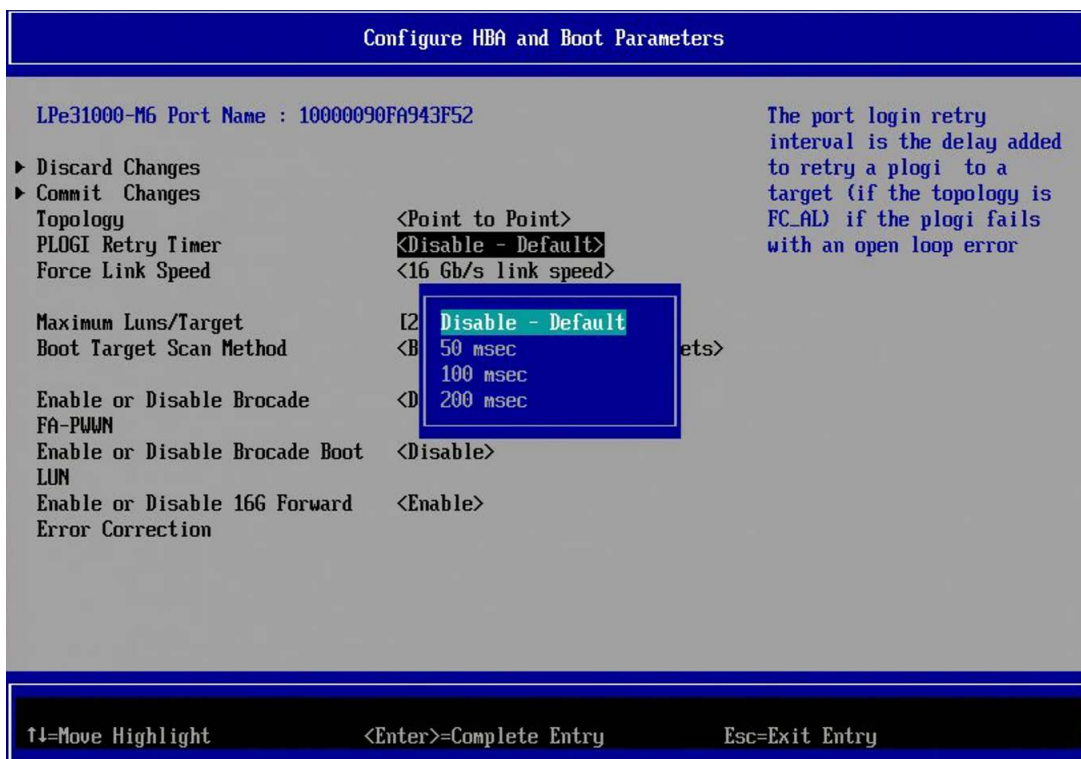 Configure HBA and Boot Parameters
LPe31000-M6 Port Name : 10000090FA943F52
▶ Discard Changes
▶ Commit Changes
Topology <Point to Point>
PLOGI Retry Timer <Disable - Default>
Force Link Speed <16 Gb/s link speed>
Maximum Luns/Target [2
Boot Target Scan Method <B ets>
Enable or Disable Brocade <D
FA-PWWN
Enable or Disable Brocade Boot <Disable>
LUN
Enable or Disable 16G Forward <Enable>
Error Correction
Disable - Default
50 msec
100 msec
200 msec
The port login retry
interval is the delay added
to retry a plogi to a
target (if the topology is
FC_AL) if the plogi fails
with an open loop error
↑↓=Move Highlight <Enter>=Complete Entry Esc=Exit Entry